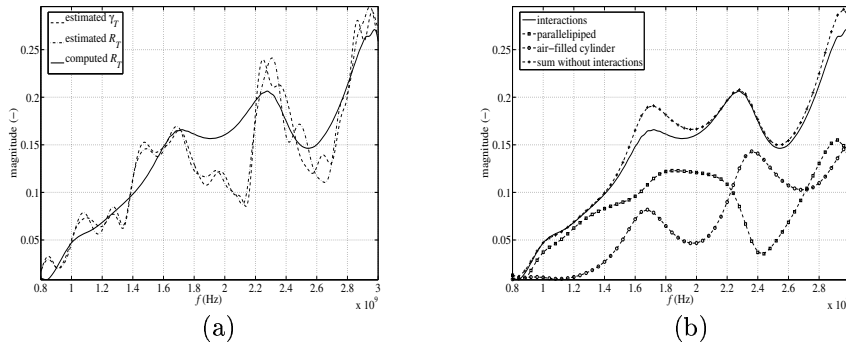 estimated γ_T
estimated R_T
computed R_T
0.25
0.2
0.15
0.1
0.05
magnitude (−)
0.8 1 1.2 1.4 1.6 1.8 2 2.2 2.4 2.6 2.9 3
f (Hz)
x 10^9
(a)
interactions
parallelipiped
air-filled cylinder
sum without interactions
0.25
0.2
0.15
0.1
0.05
magnitude (−)
0.8 1 1.2 1.4 1.6 1.8 2 2.2 2.4 2.6 2.9
f (Hz)
x 10^9
(b)